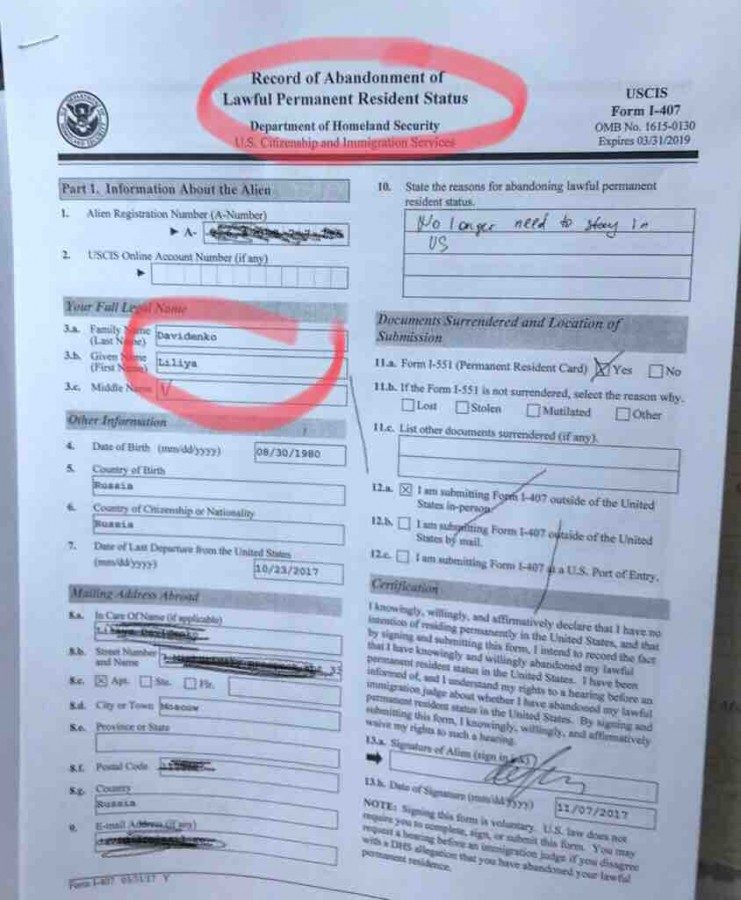 Record of Abandonment of
Lawful Permanent Resident Status
Department of Homeland Security
U.S. Citizenship and Immigration Services
USCIS
Form I-407
OMB No. 1615-0130
Expires 03/31/2019
Part 1. Information About the Alien
1. Alien Registration Number (A-Number)
► A-
2. USCIS Online Account Number (if any)
►
Your Full Legal Name
3.a. Family Name
(Last Name)
Davidenko
3.b. Given Name
(First Name)
Liliya
3.c. Middle Name
V
Other Information
4. Date of Birth (mm/dd/yyyy)
08/30/1980
5. Country of Birth
Russia
6. Country of Citizenship or Nationality
Russia
7. Date of Last Departure from the United States
(mm/dd/yyyy)
10/23/2017
Mailing Address Abroad
8.a. In Care Of Name (if applicable)
8.b. Street Number
and Name
8.c. Apt. Ste. Flr.
8.d. City or Town
Moscow
8.e. Province or State
8.f. Postal Code
8.g. Country
Russia
9. E-mail Address (if any)
Form I-407 03/31/17 Y
10. State the reasons for abandoning lawful permanent
resident status.
No longer need to stay in
US
Documents Surrendered and Location of
Submission
11.a. Form I-551 (Permanent Resident Card) Yes No
11.b. If the Form I-551 is not surrendered, select the reason why.
Lost Stolen Mutilated Other
11.c. List other documents surrendered (if any).
12.a. I am submitting Form I-407 outside of the United
States in-person.
12.b. I am submitting Form I-407 outside of the United
States by mail.
12.c. I am submitting Form I-407 at a U.S. Port of Entry.
Certification
I knowingly, willingly, and affirmatively declare that I have no
intention of residing permanently in the United States, and that
by signing and submitting this form, I intend to record the fact
that I have knowingly and willingly abandoned my lawful
permanent resident status in the United States. I have been
informed of, and I understand my rights to a hearing before an
immigration judge about whether I have abandoned my lawful
permanent resident status in the United States. By signing and
submitting this form, I knowingly, willingly, and affirmatively
waive my rights to such a hearing.
13.a. Signature of Alien (sign in ink)
13.b. Date of Signature (mm/dd/yyyy)
11/07/2017
NOTE: Signing this form is voluntary. U.S. law does not
require you to complete, sign, or submit this form. You may
request a hearing before an immigration judge if you disagree
with a DHS allegation that you have abandoned your lawful
permanent residence.